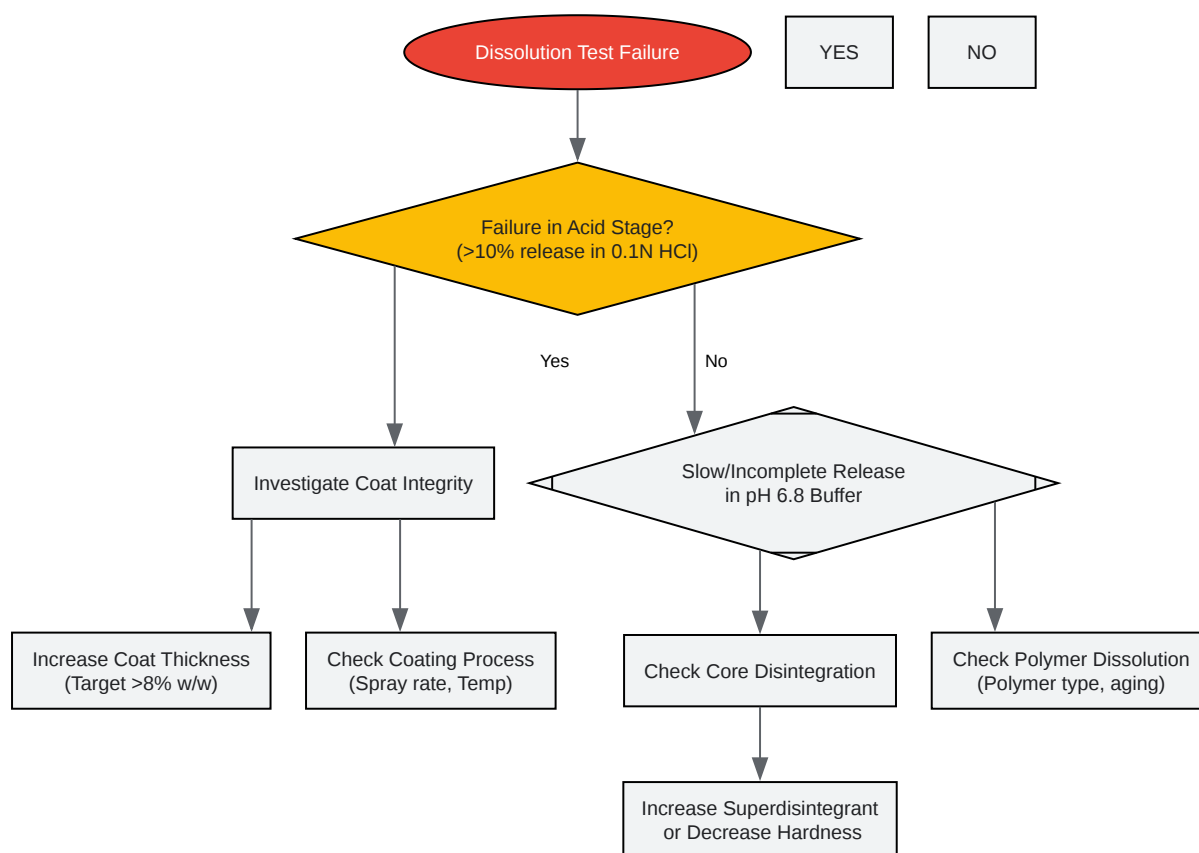 Dissolution Test Failure
YES
NO
Failure in Acid Stage?
(>10% release in 0.1N HCl)
Yes
No
Investigate Coat Integrity
Slow/Incomplete Release
in pH 6.8 Buffer
Increase Coat Thickness
(Target >8% w/w)
Check Coating Process
(Spray rate, Temp)
Check Core Disintegration
Check Polymer Dissolution
(Polymer type, aging)
Increase Superdisintegrant
or Decrease Hardness